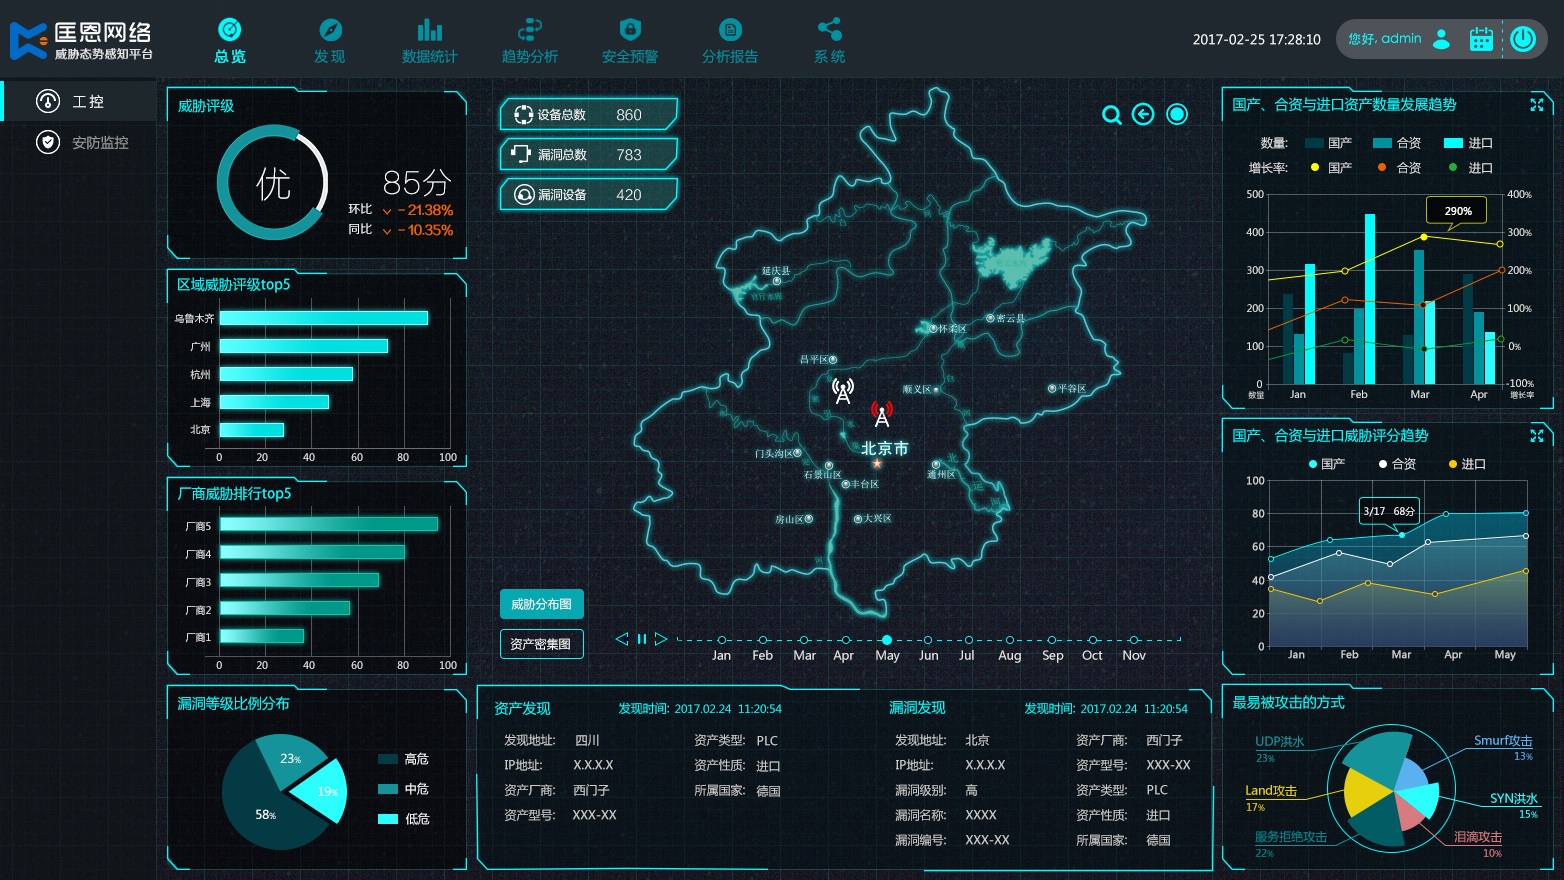 匡恩网络
威胁态势感知平台
总览
发现
数据统计
趋势分析
安全预警
分析报告
系统
2017-02-25 17:28:10
您好, admin
工控
安防监控
威胁评级
优
85分
环比 -21.38%
同比 -10.35%
区域威胁评级top5
乌鲁木齐
广州
杭州
上海
北京
0 20 40 60 80 100
厂商威胁排行top5
厂商5
厂商4
厂商3
厂商2
厂商1
0 20 40 60 80 100
漏洞等级比例分布
23%
19%
58%
高危
中危
低危
设备总数 860
漏洞总数 783
漏洞设备 420
延庆县
怀柔区
密云县
昌平区
顺义区
平谷区
北京市
门头沟区
石景山区
丰台区
通州区
房山区
大兴区
威胁分布图
资产密集图
Jan Feb Mar Apr May Jun Jul Aug Sep Oct Nov
资产发现 发现时间: 2017.02.24 11:20:54
发现地址: 四川 资产类型: PLC
IP地址: X.X.X.X 资产性质: 进口
资产厂商: 西门子 所属国家: 德国
资产型号: XXX-XX
漏洞发现 发现时间: 2017.02.24 11:20:54
发现地址: 北京 资产厂商: 西门子
IP地址: X.X.X.X 资产型号: XXX-XX
漏洞级别: 高 资产类型: PLC
漏洞名称: XXXX 资产性质: 进口
漏洞编号: XXX-XX 所属国家: 德国
国产、合资与进口资产数量发展趋势
数量: 国产 合资 进口
增长率: 国产 合资 进口
500 400%
290%
400 300%
300 200%
200 100%
100 0%
0 -100%
数量 Jan Feb Mar Apr 增长率
国产、合资与进口威胁评分趋势
国产 合资 进口
100
80
3/17 68分
60
40
20
0
Jan Feb Mar Apr May
最易被攻击的方式
UDP洪水
23%
Smurf攻击
13%
Land攻击
17%
SYN洪水
15%
服务拒绝攻击
22%
泪滴攻击
10%